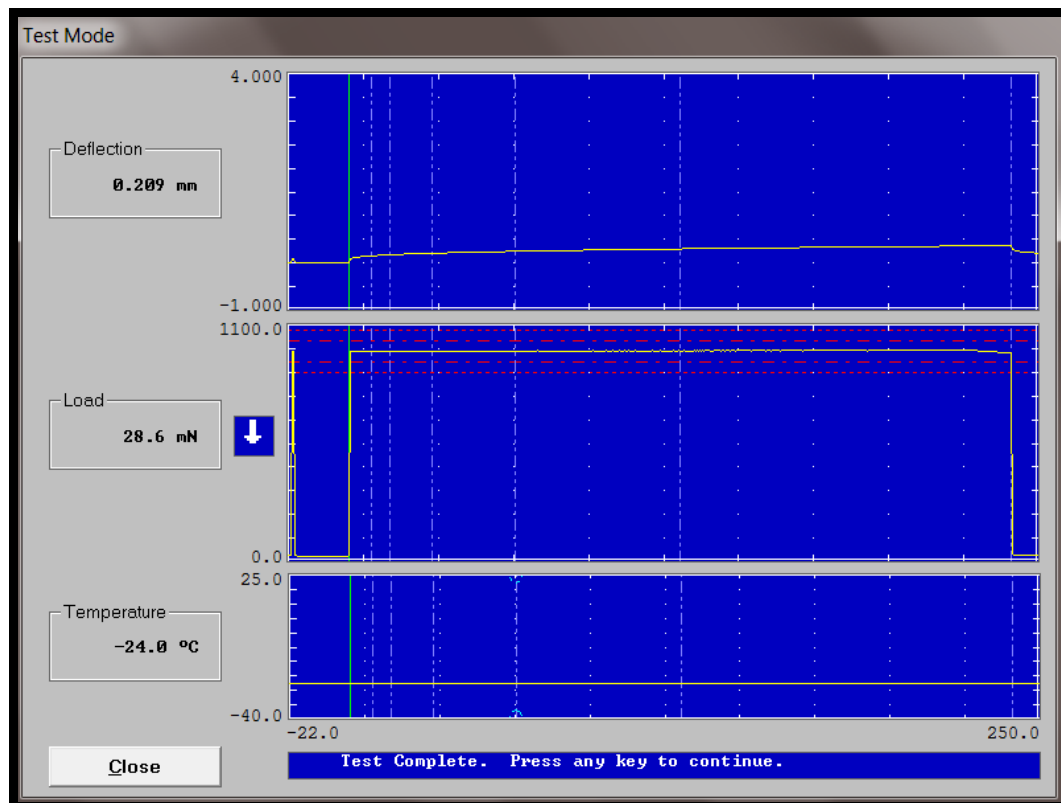 Test Mode
4.000
Deflection
0.209 mm
-1.000
1100.0
Load
28.6 mN
0.0
25.0
Temperature
-24.0 ºC
-40.0
-22.0 250.0
Close
Test Complete. Press any key to continue.